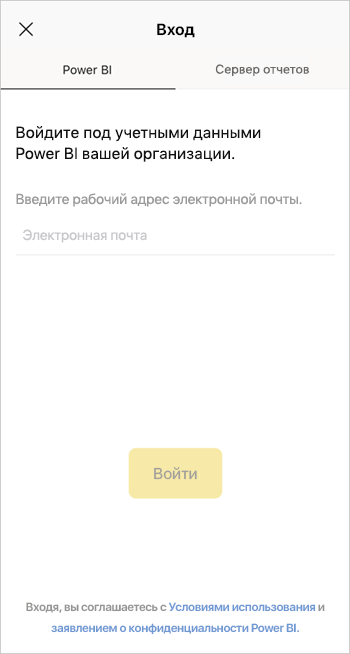 Вход
Power BI
Сервер отчетов
Войдите под учетными данными
Power BI вашей организации.
Введите рабочий адрес электронной почты.
Электронная почта
Войти
Входя, вы соглашаетесь с Условиями использования и
заявлением о конфиденциальности Power BI.